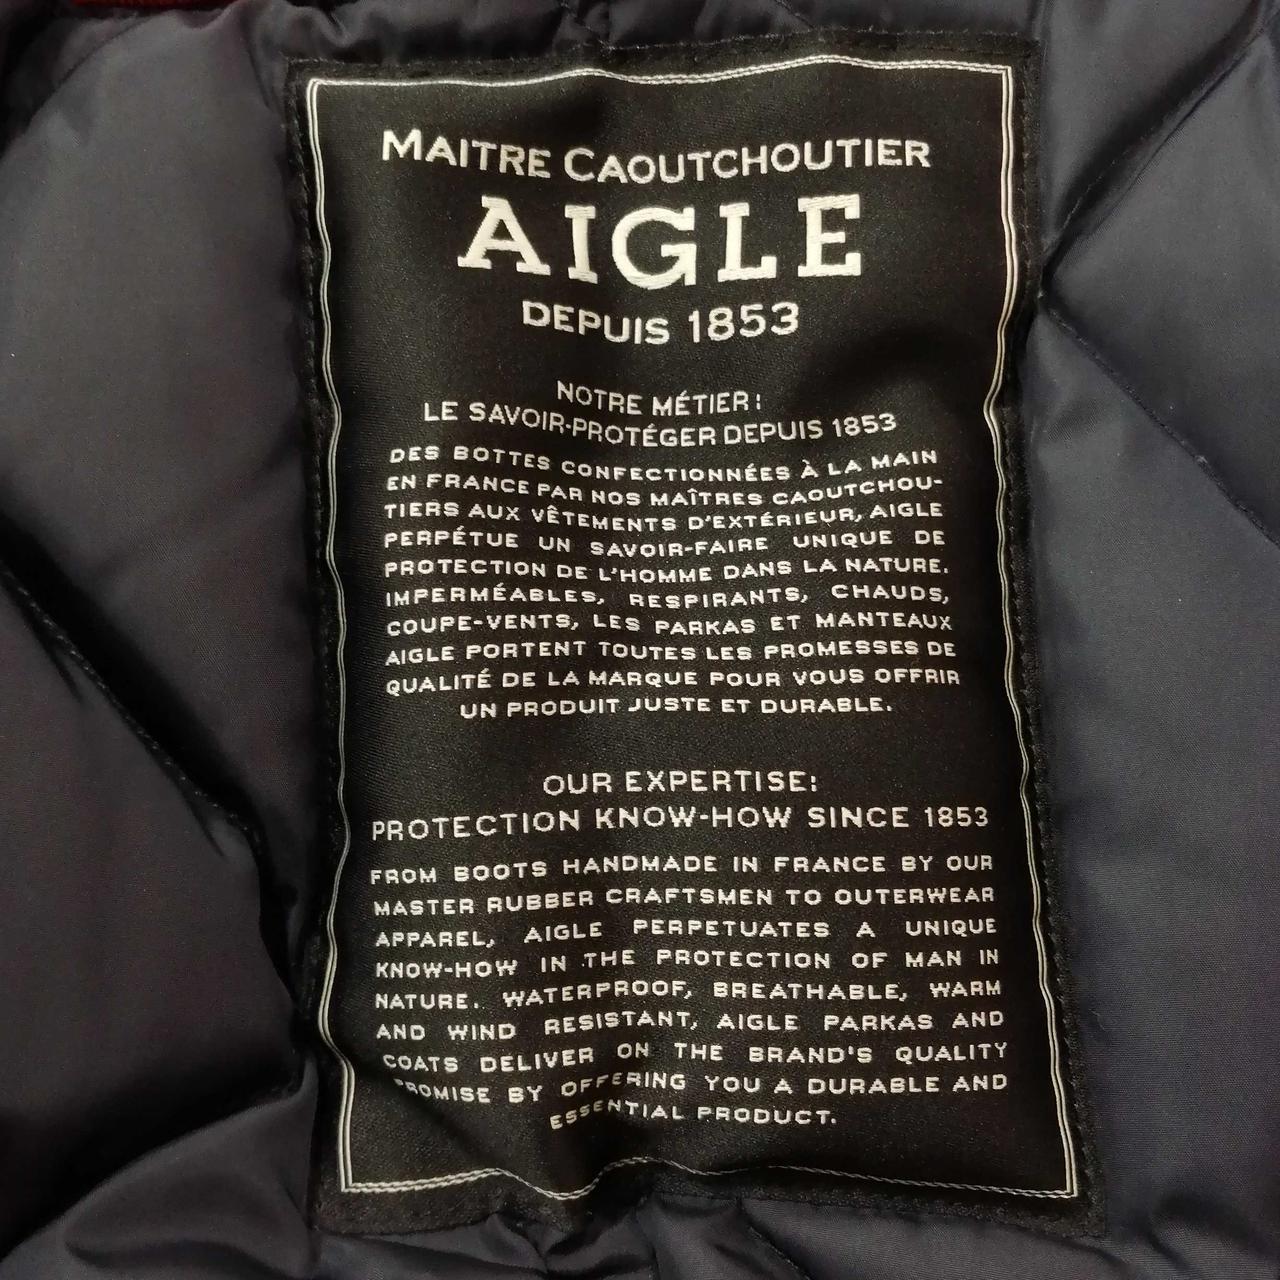 MAITRE CAOUTCHOUTIER
AIGLE
DEPUIS 1853
NOTRE MÉTIER:
LE SAVOIR-PROTÉGER DEPUIS 1853
DES BOTTES CONFECTIONNÉES À LA MAIN
EN FRANCE PAR NOS MAÎTRES CAOUTCHOU-
TIERS AUX VÊTEMENTS D'EXTÉRIEUR, AIGLE
PERPÉTUE UN SAVOIR-FAIRE UNIQUE DE
PROTECTION DE L'HOMME DANS LA NATURE.
IMPERMÉABLES, RESPIRANTS, CHAUDS,
COUPE-VENTS, LES PARKAS ET MANTEAUX
AIGLE PORTENT TOUTES LES PROMESSES DE
QUALITÉ DE LA MARQUE POUR VOUS OFFRIR
UN PRODUIT JUSTE ET DURABLE.
OUR EXPERTISE:
PROTECTION KNOW-HOW SINCE 1853
FROM BOOTS HANDMADE IN FRANCE BY OUR
MASTER RUBBER CRAFTSMEN TO OUTERWEAR
APPAREL, AIGLE PERPETUATES A UNIQUE
KNOW-HOW IN THE PROTECTION OF MAN IN
NATURE. WATERPROOF, BREATHABLE, WARM
AND WIND RESISTANT, AIGLE PARKAS AND
COATS DELIVER ON THE BRAND'S QUALITY
PROMISE BY OFFERING YOU A DURABLE AND
ESSENTIAL PRODUCT.